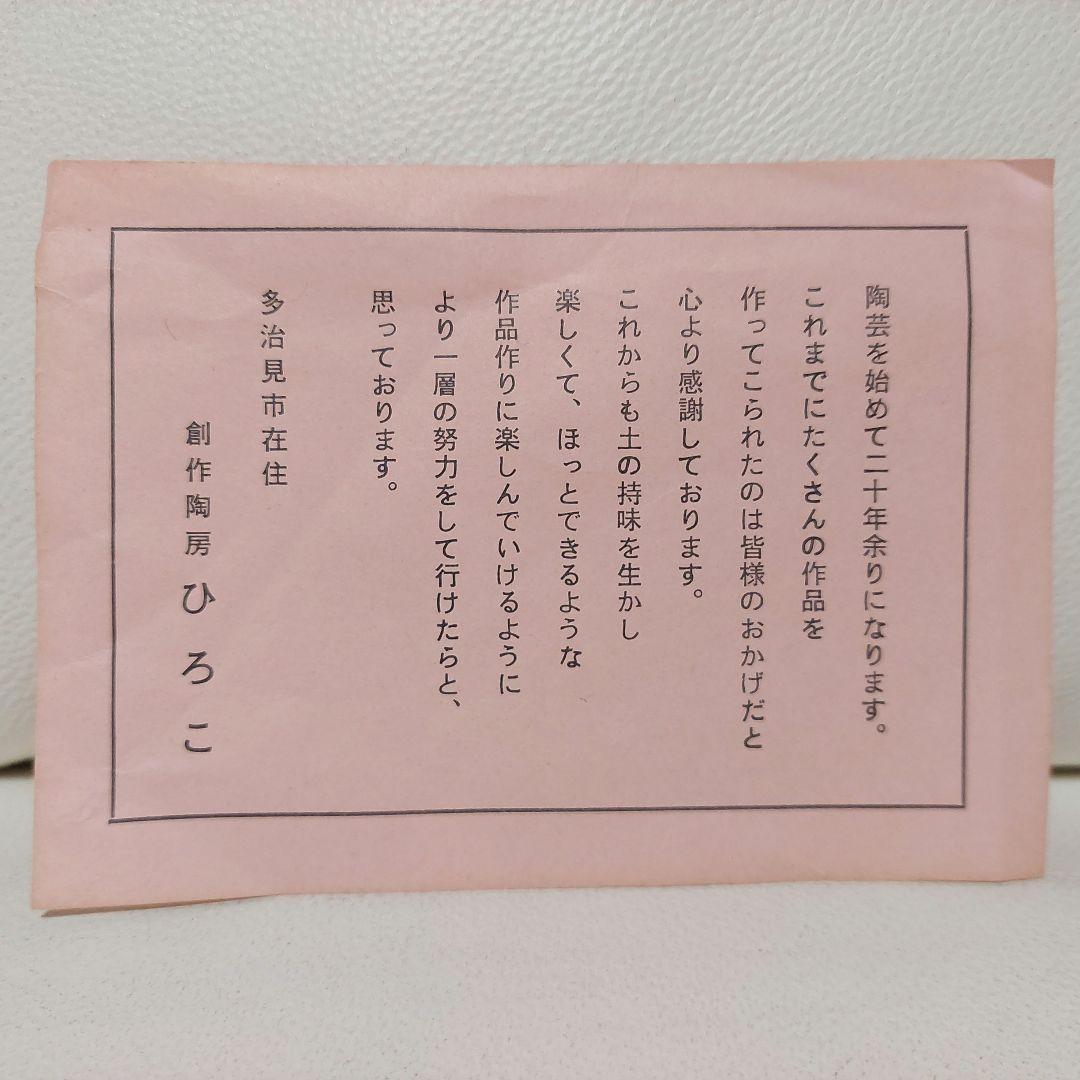 陶芸を始めて二十年余りになります。
これまでにたくさんの作品を
作ってこられたのは皆様のおかげだと
心より感謝しております。
これからも土の持味を生かし
楽しくて、ほっとできるような
作品作りに楽しんでいけるように
より一層の努力をして行けたらと、
思っております。
多治見市在住
創作陶房 ひろこ